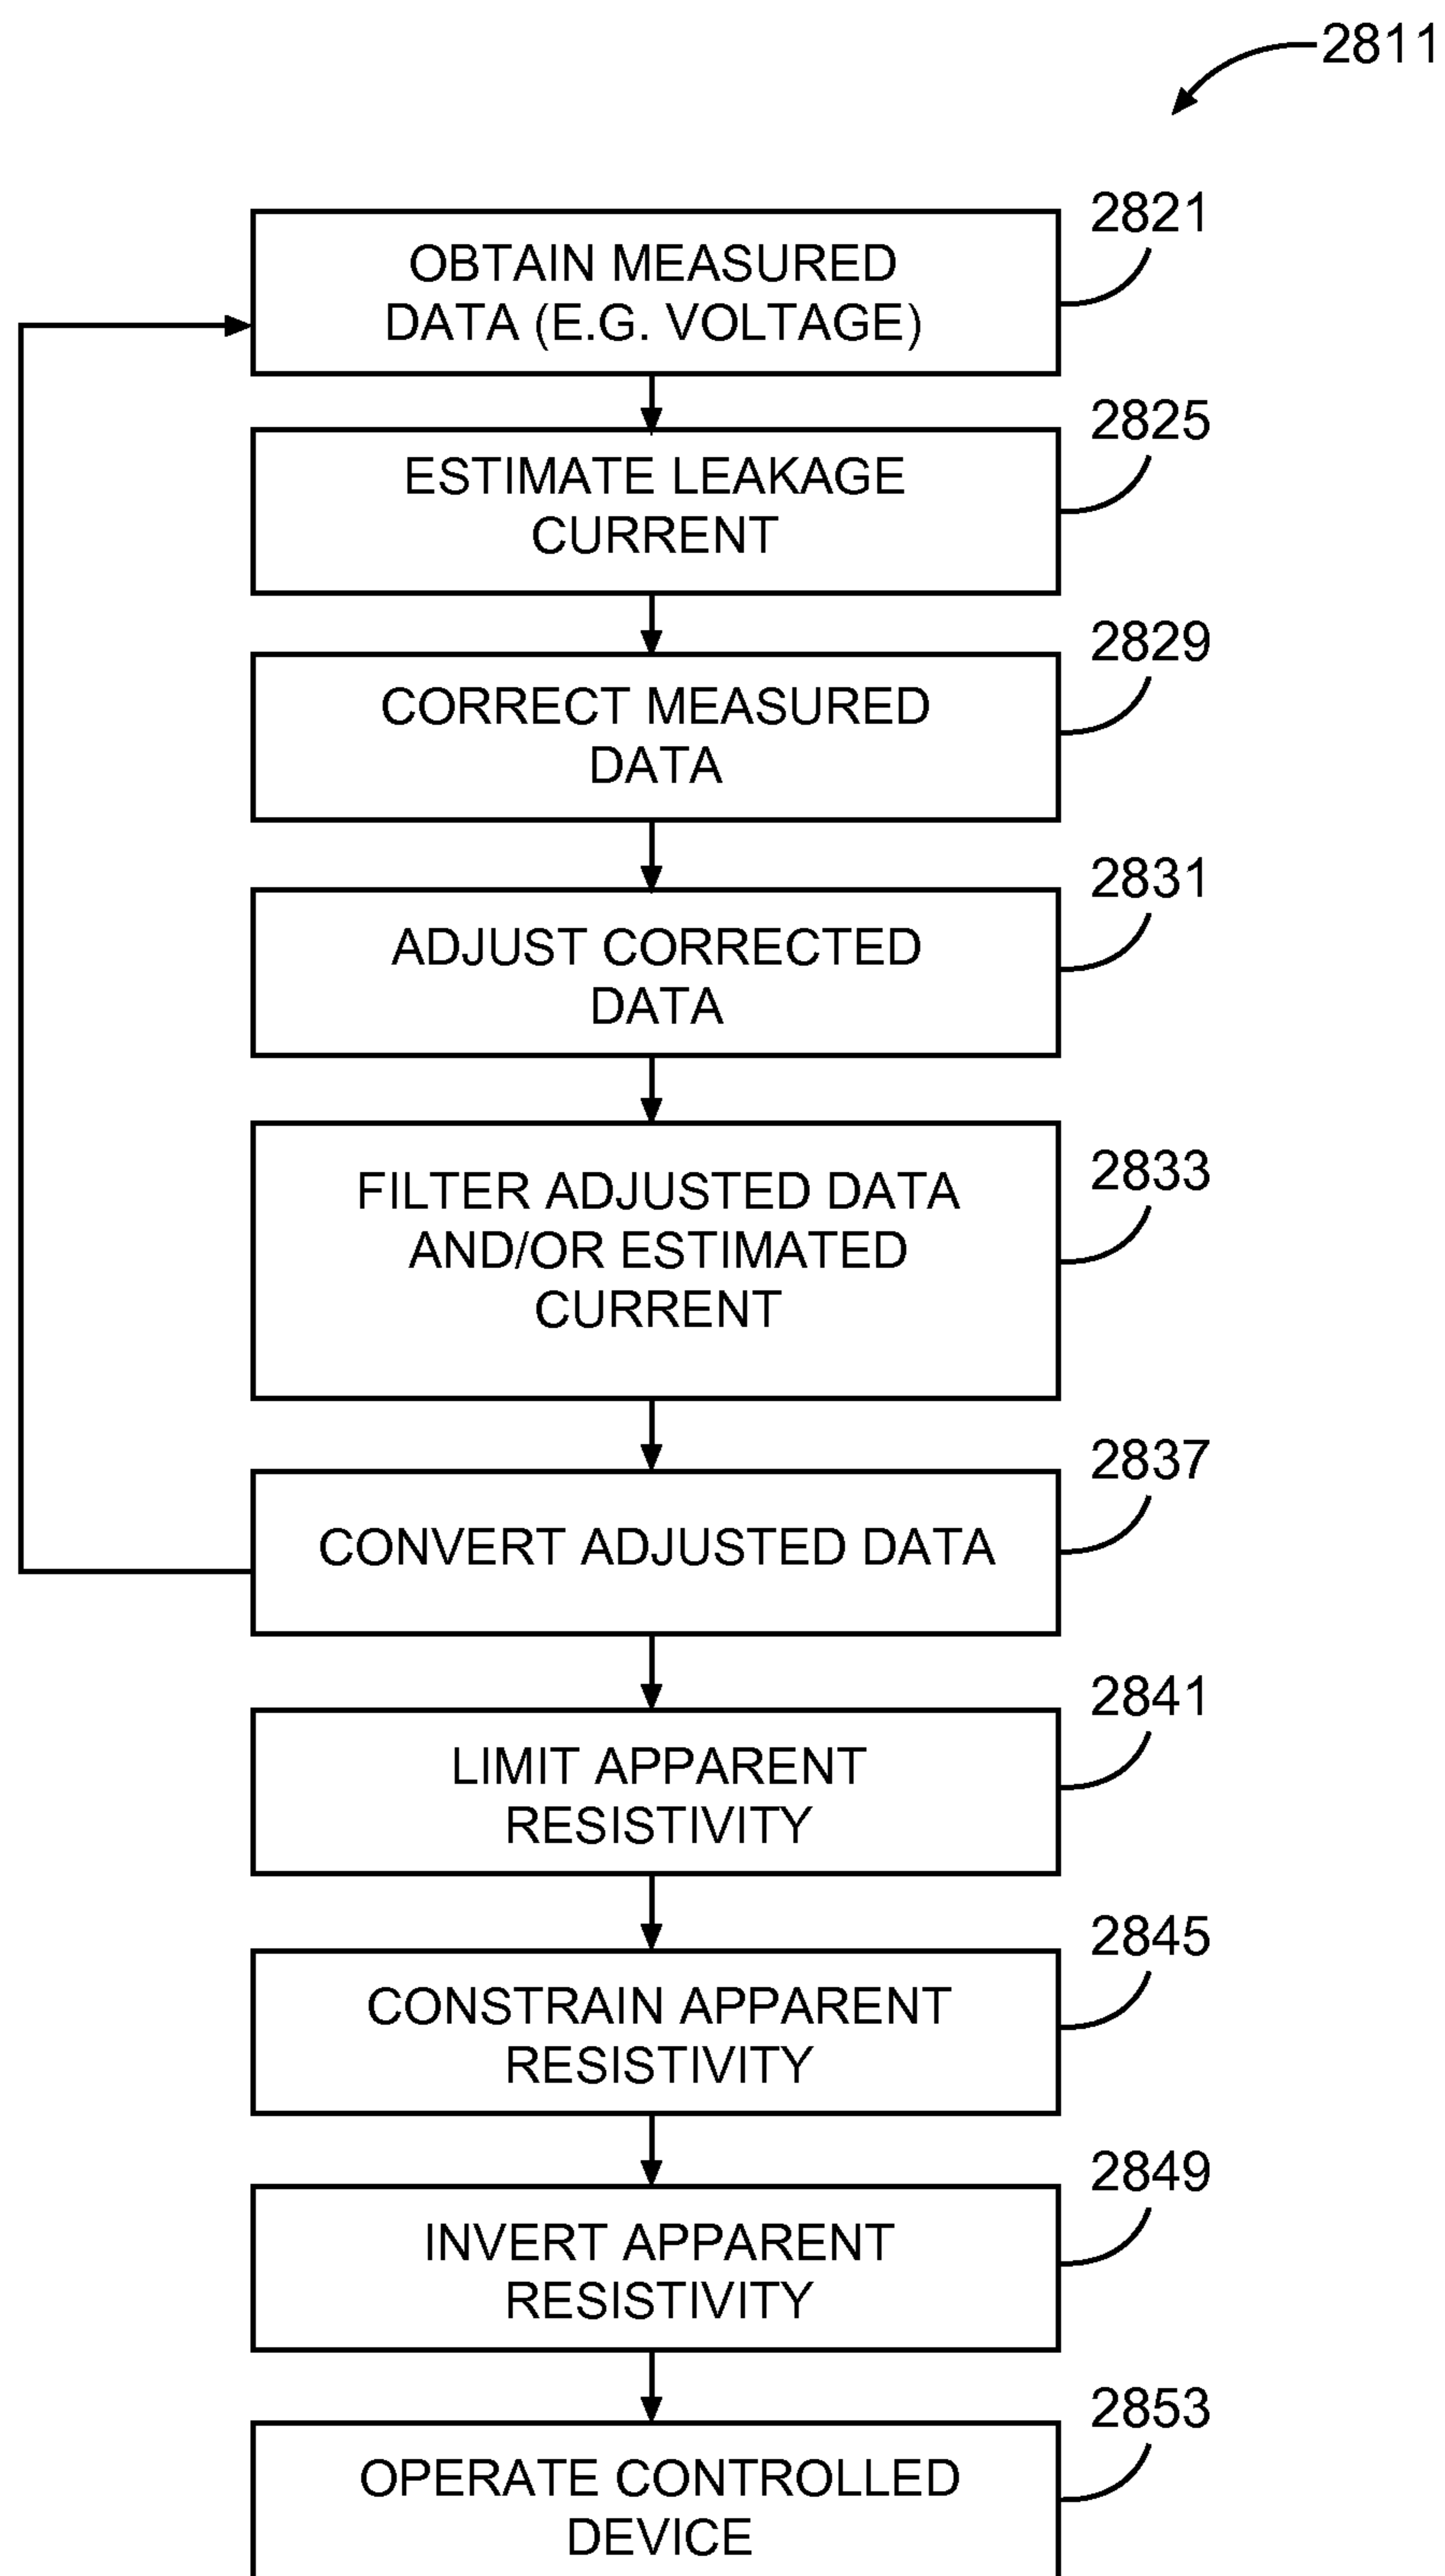 2811
2821
OBTAIN MEASURED
DATA (E.G. VOLTAGE)
2825
ESTIMATE LEAKAGE
CURRENT
2829
CORRECT MEASURED
DATA
2831
ADJUST CORRECTED
DATA
2833
FILTER ADJUSTED DATA
AND/OR ESTIMATED
CURRENT
2837
CONVERT ADJUSTED DATA
2841
LIMIT APPARENT
RESISTIVITY
2845
CONSTRAIN APPARENT
RESISTIVITY
2849
INVERT APPARENT
RESISTIVITY
2853
OPERATE CONTROLLED
DEVICE